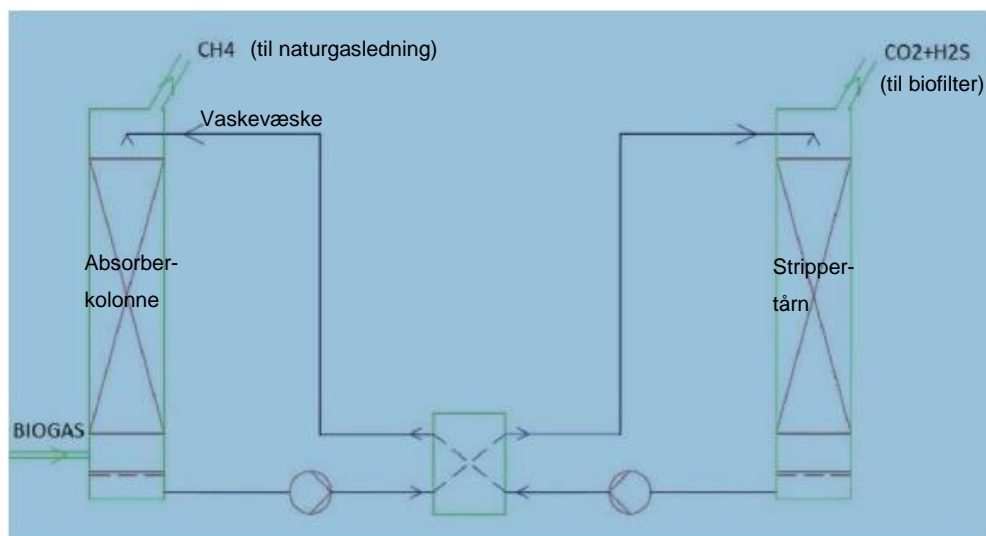 CH4 (til naturgasledning)
CO2+H2S
(til biofilter)
Vaskevæske
Absorber-
kolonne
Stripper-
tårn
BIOGAS